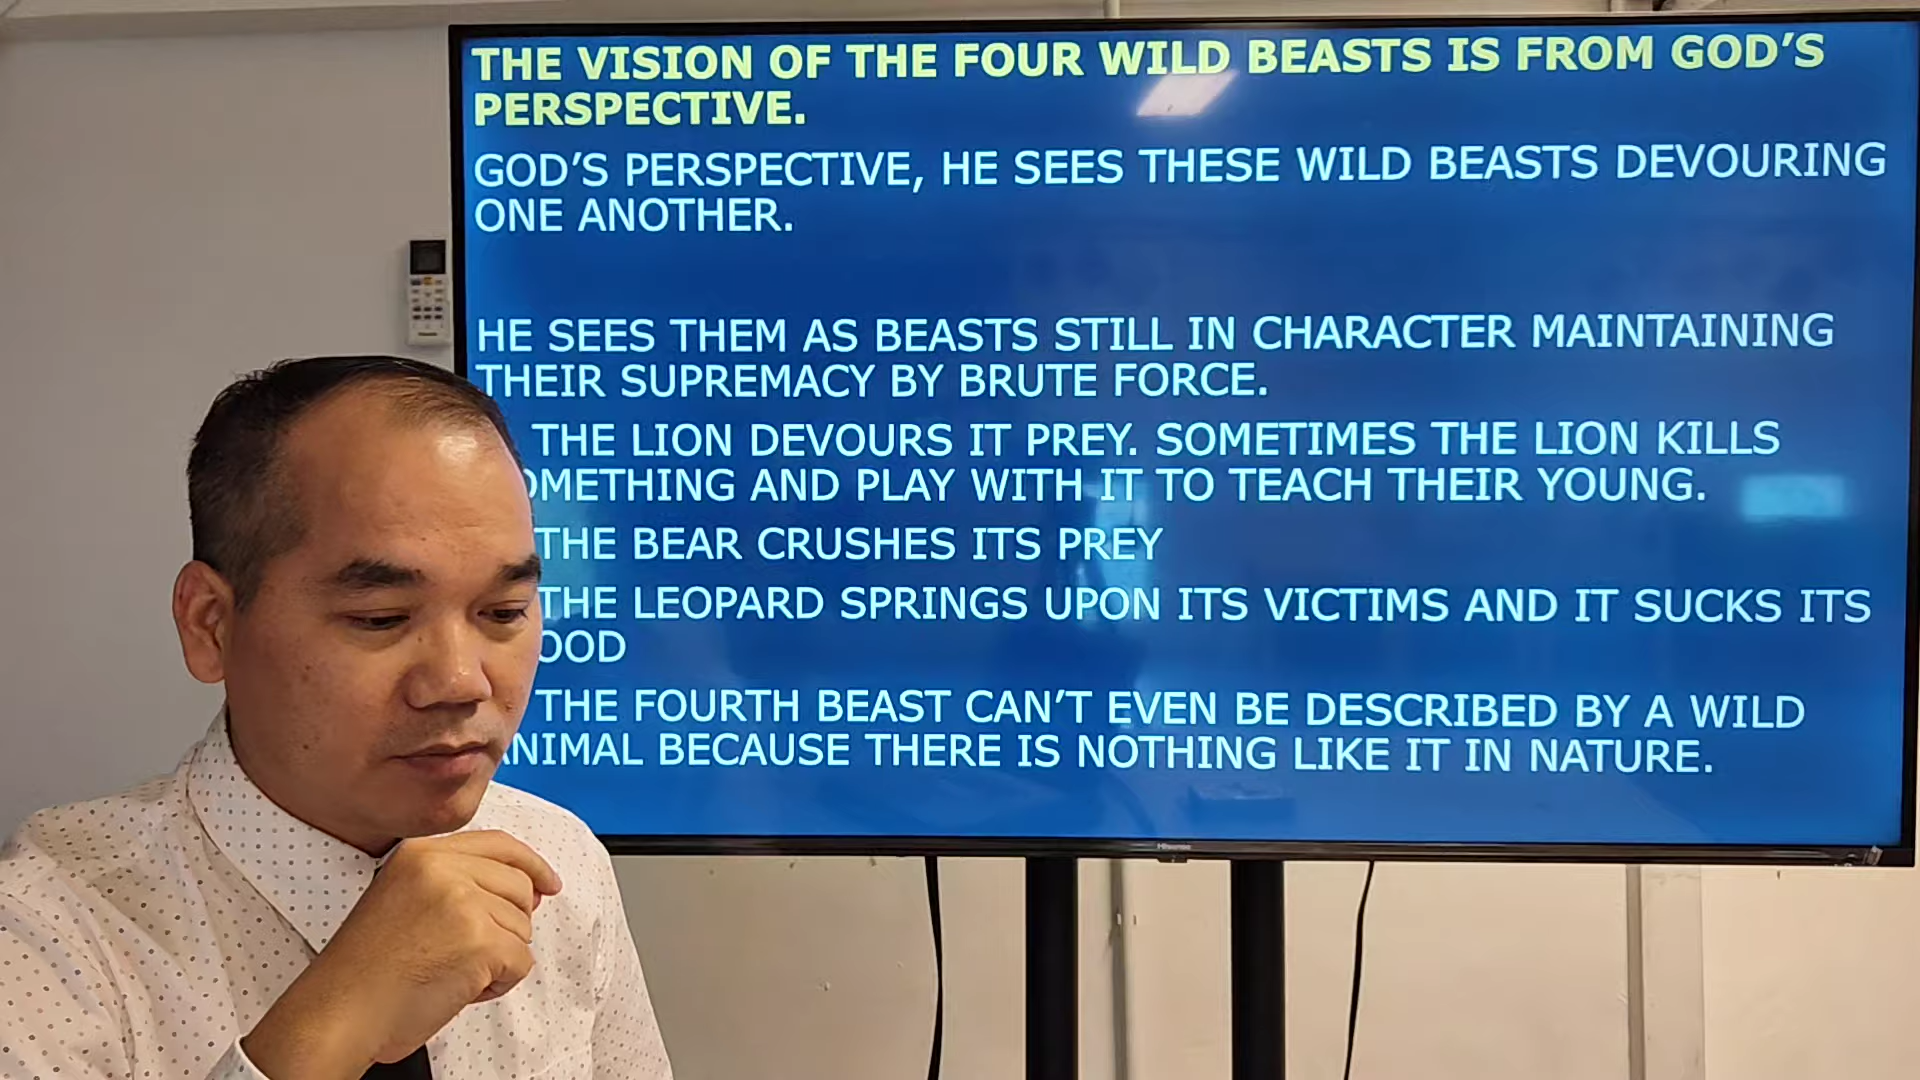 THE VISION OF THE FOUR WILD BEASTS IS FROM GOD'S
PERSPECTIVE.
GOD'S PERSPECTIVE, HE SEES THESE WILD BEASTS DEVOURING
ONE ANOTHER.
HE SEES THEM AS BEASTS STILL IN CHARACTER MAINTAINING
THEIR SUPREMACY BY BRUTE FORCE.
THE LION DEVOURS IT PREY. SOMETIMES THE LION KILLS
OMETHING AND PLAY WITH IT TO TEACH THEIR YOUNG.
THE BEAR CRUSHES ITS PREY
THE LEOPARD SPRINGS UPON ITS VICTIMS AND IT SUCKS ITS
OOD
THE FOURTH BEAST CAN'T EVEN BE DESCRIBED BY A WILD
NIMAL BECAUSE THERE IS NOTHING LIKE IT IN NATURE.
Hisense